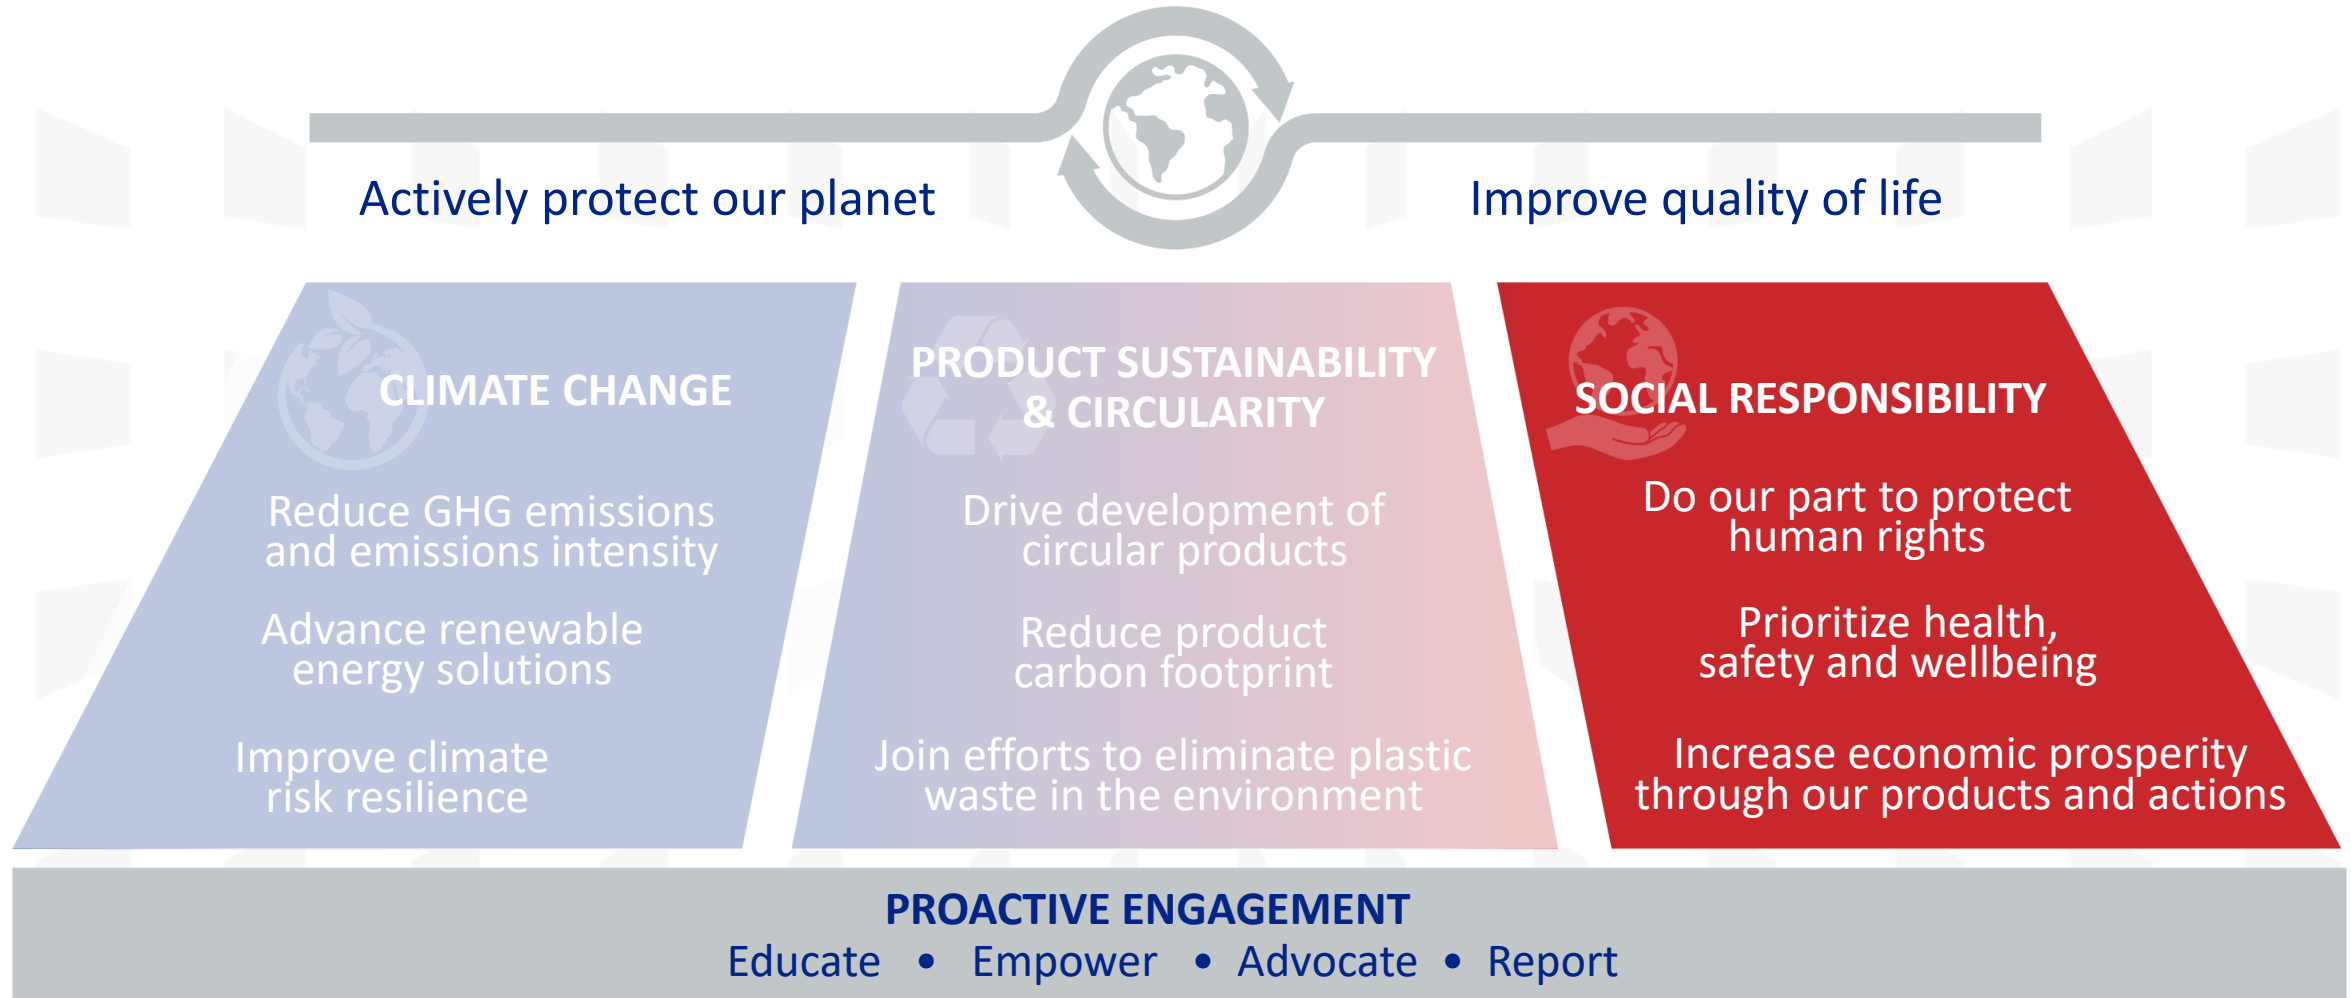 Actively protect our planet
Improve quality of life
CLIMATE CHANGE
Reduce GHG emissions
and emissions intensity
Advance renewable
energy solutions
Improve climate
risk resilience
PRODUCT SUSTAINABILITY
& CIRCULARITY
Drive development of
circular products
Reduce product
carbon footprint
Join efforts to eliminate plastic
waste in the environment
SOCIAL RESPONSIBILITY
Do our part to protect
human rights
Prioritize health,
safety and wellbeing
Increase economic prosperity
through our products and actions
PROACTIVE ENGAGEMENT
Educate • Empower • Advocate • Report